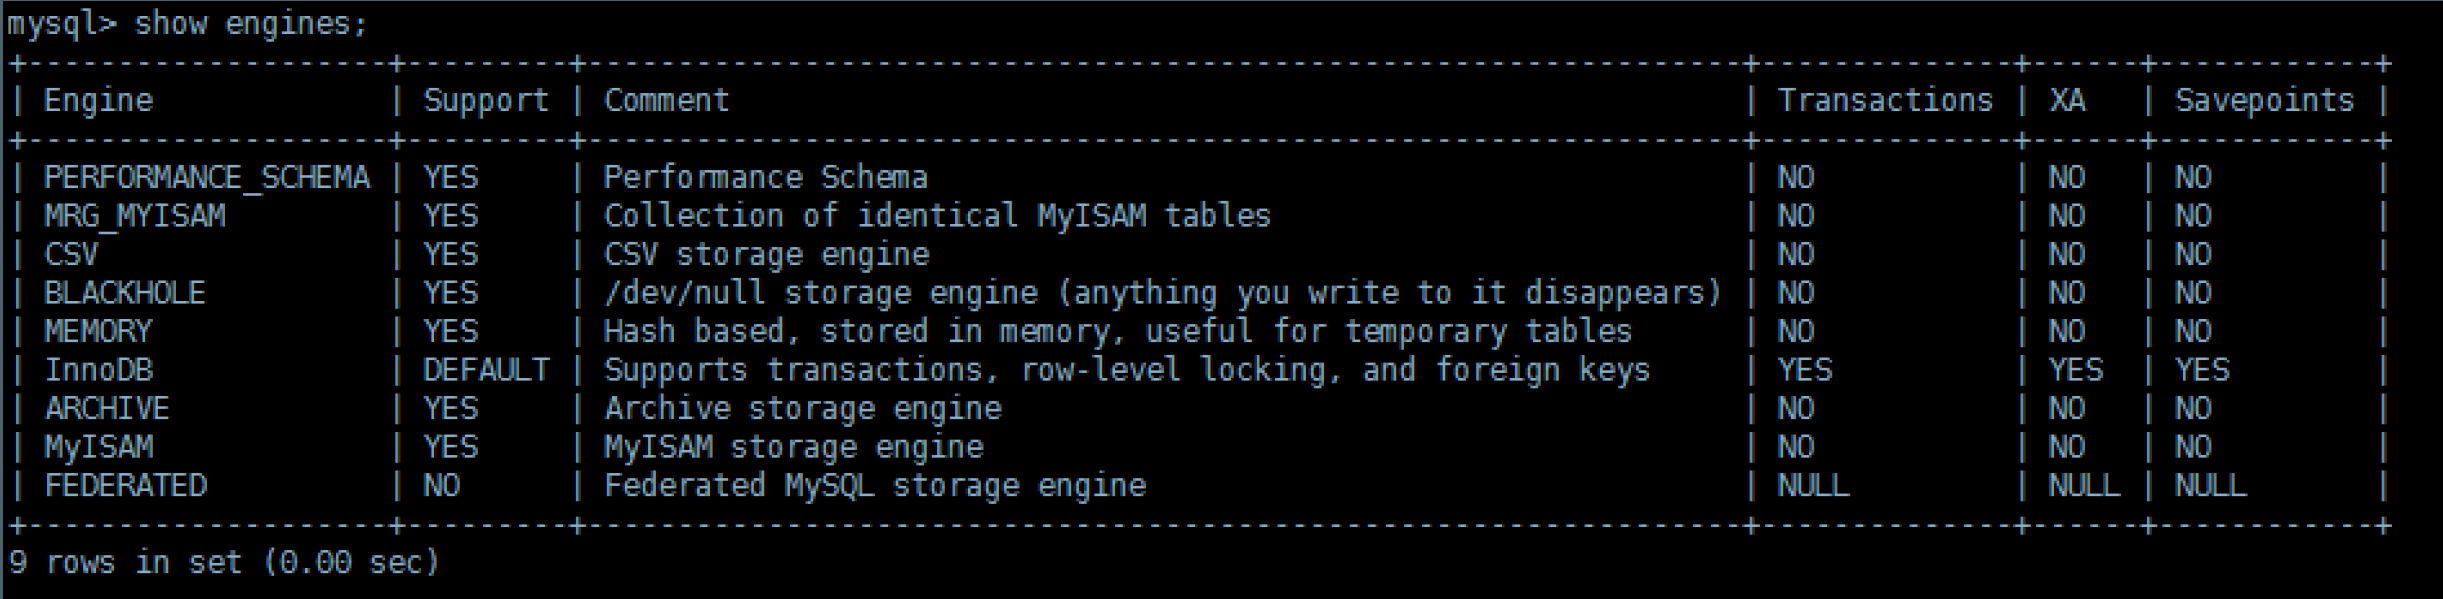 mysql> show engines;
+--------------------+---------+----------------------------------------------------------------+--------------+------+------------+
| Engine             | Support | Comment                                                        | Transactions | XA   | Savepoints |
+--------------------+---------+----------------------------------------------------------------+--------------+------+------------+
| PERFORMANCE_SCHEMA | YES     | Performance Schema                                             | NO           | NO   | NO         |
| MRG_MYISAM         | YES     | Collection of identical MyISAM tables                          | NO           | NO   | NO         |
| CSV                | YES     | CSV storage engine                                             | NO           | NO   | NO         |
| BLACKHOLE          | YES     | /dev/null storage engine (anything you write to it disappears) | NO           | NO   | NO         |
| MEMORY             | YES     | Hash based, stored in memory, useful for temporary tables      | NO           | NO   | NO         |
| InnoDB             | DEFAULT | Supports transactions, row-level locking, and foreign keys     | YES          | YES  | YES        |
| ARCHIVE            | YES     | Archive storage engine                                         | NO           | NO   | NO         |
| MyISAM             | YES     | MyISAM storage engine                                          | NO           | NO   | NO         |
| FEDERATED          | NO      | Federated MySQL storage engine                                 | NULL         | NULL | NULL       |
+--------------------+---------+----------------------------------------------------------------+--------------+------+------------+
9 rows in set (0.00 sec)